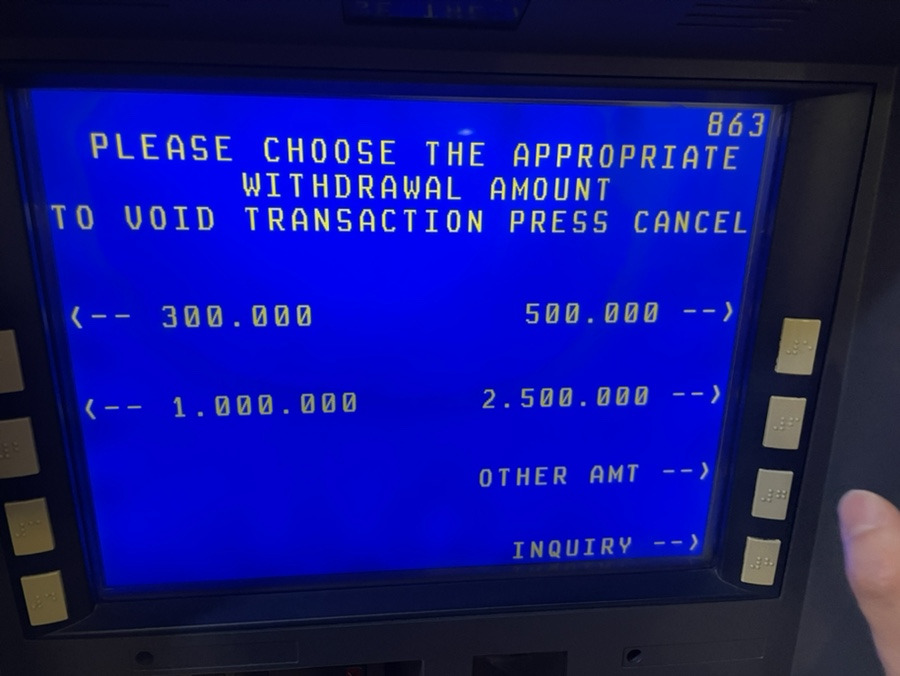 863
PLEASE CHOOSE THE APPROPRIATE
WITHDRAWAL AMOUNT
TO VOID TRANSACTION PRESS CANCEL
<-- 300.000 500.000 -->
<-- 1.000.000 2.500.000 -->
OTHER AMT -->
INQUIRY -->